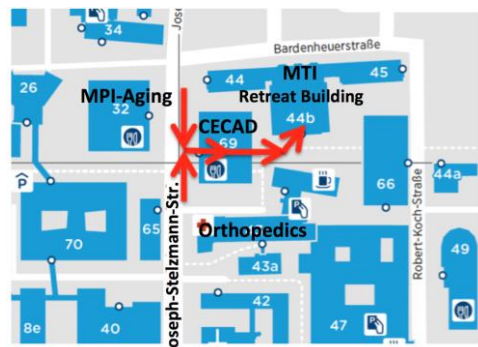 34
Jose
Bardenheuerstraße
26
MPI-Aging
32
44
MTI
45
Retreat Building
44b
CECAD
69
66
44a
P
70
65
Orthopedics
43a
49
Joseph-Stelzmann-Str.
Robert-Koch-Straße
8e
40
42
47
P
P